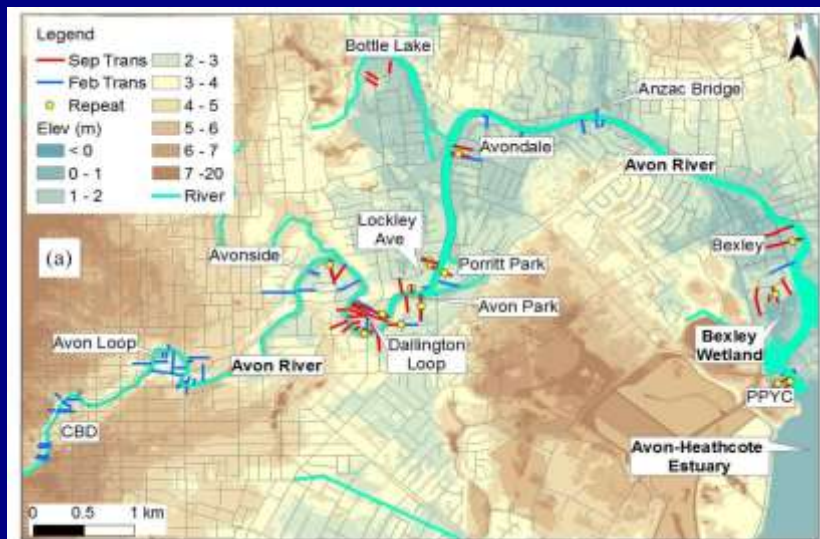 Legend
Sep Trans
Feb Trans
Repeat
Elev (m)
< 0
0 - 1
1 - 2
2 - 3
3 - 4
4 - 5
5 - 6
6 - 7
7 -20
River
Bottle Lake
Anzac Bridge
Avondale
Avon River
Lockley
Ave
Bexley
Avonside
(a)
Porritt Park
Avon Park
Avon Loop
Dallington
Loop
Bexley
Wetland
Avon River
PPYC
CBD
Avon-Heathcote
Estuary
0 0.5 1 km